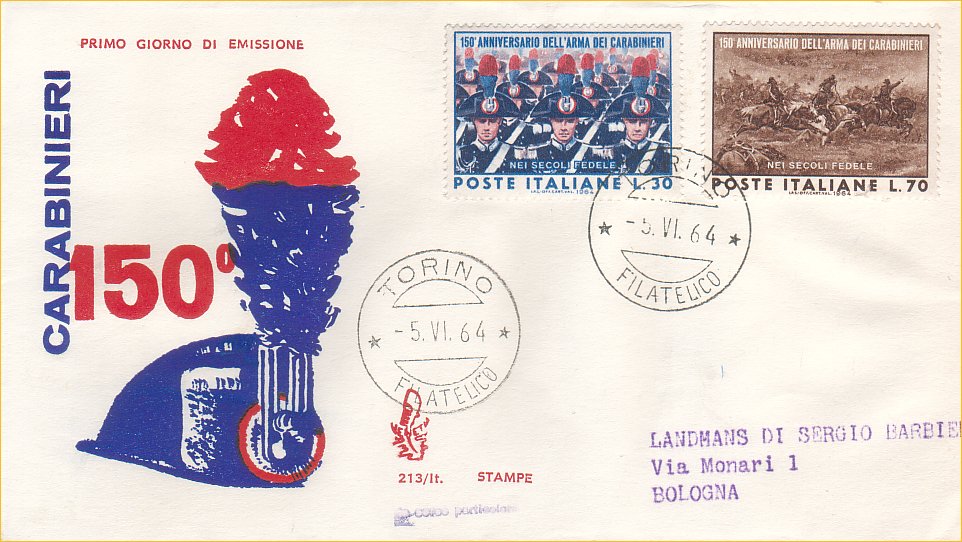 PRIMO GIORNO DI EMISSIONE
CARABINIERI
150°
150° ANNIVERSARIO DELL'ARMA DEI CARABINIERI
NEI SECOLI FEDELE
POSTE ITALIANE L.30
1964
150° ANNIVERSARIO DELL'ARMA DEI CARABINIERI
NEI SECOLI FEDELE
POSTE ITALIANE L.70
1964
TORINO
-5.VI.64
FILATELICO
TORINO
-5.VI.64
FILATELICO
213/It. STAMPE
LANDMANS DI SERGIO BARBIE
Via Monari 1
BOLOGNA